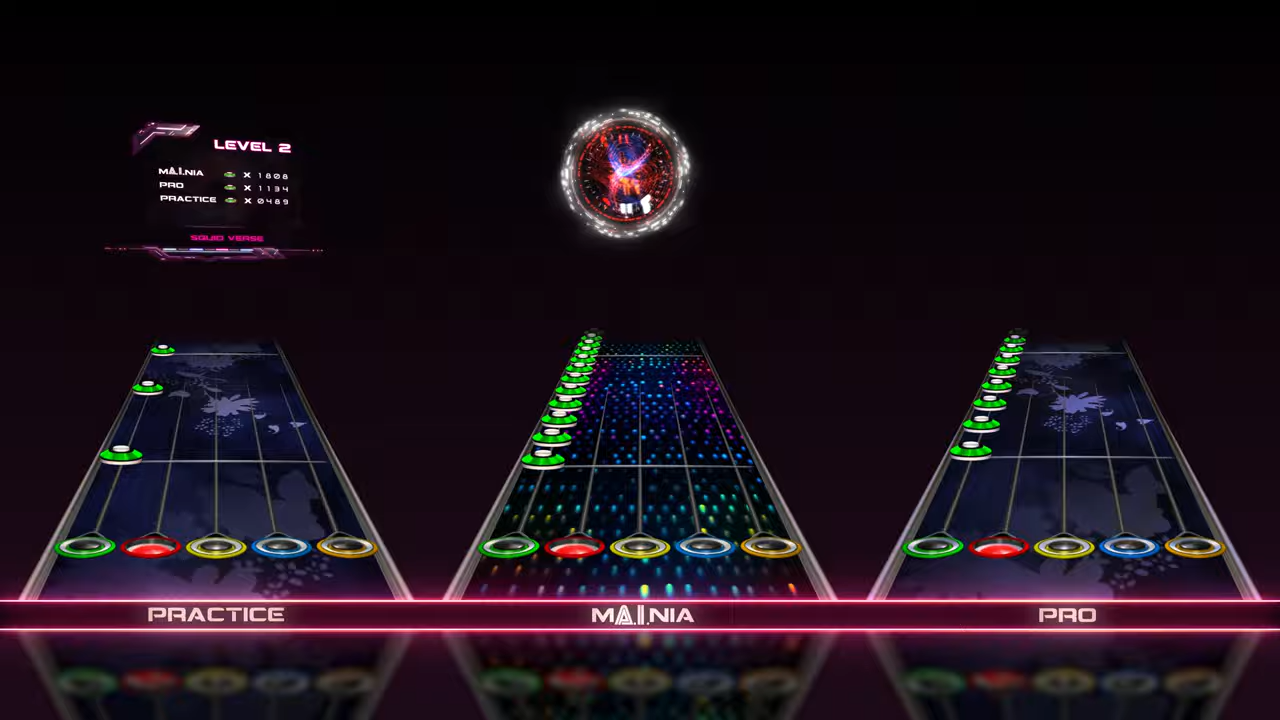 LEVEL 2
MA.I.NIA X 1808
PRO X 1134
PRACTICE X 0489
SQUID VERSE
PRACTICE
MA.I.NIA
PRO